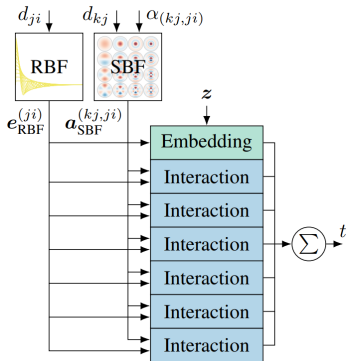 d_{ji} d_{kj} α_{(kj,ji)}
RBF SBF
e_{RBF}^{(ji)} a_{SBF}^{(kj,ji)} z
Embedding
Interaction
Interaction
Interaction
∑ t
Interaction
Interaction
Interaction